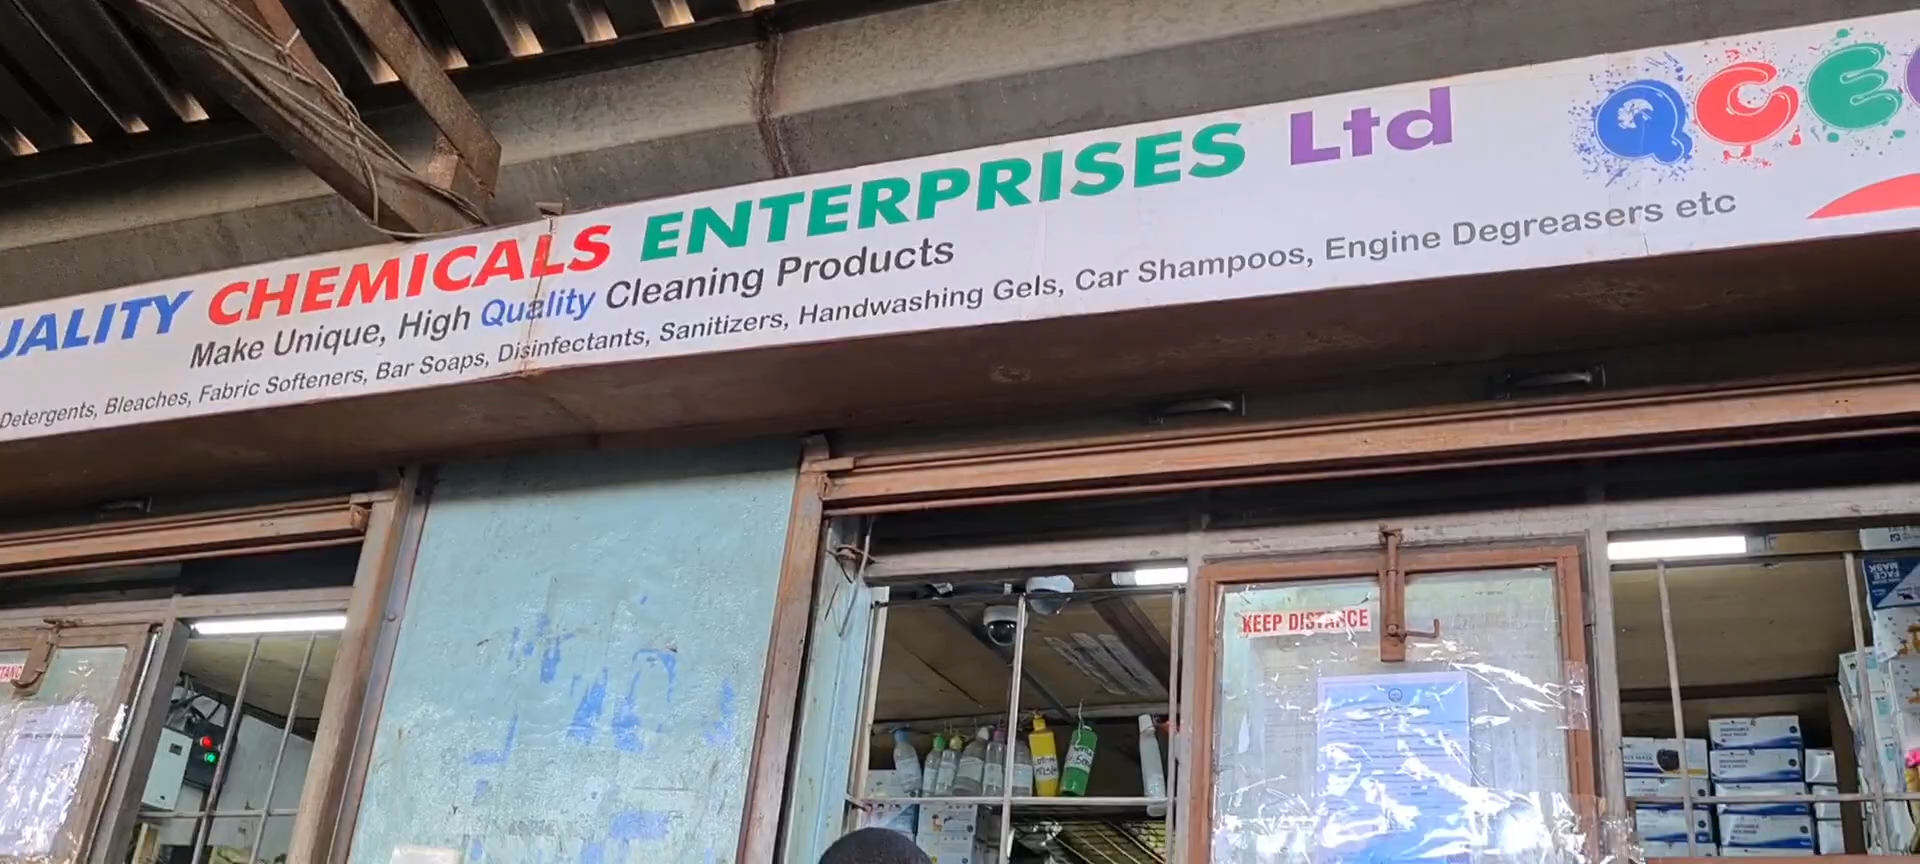 UALITY CHEMICALS ENTERPRISES Ltd
QCE
Make Unique, High Quality Cleaning Products
Detergents, Bleaches, Fabric Softeners, Bar Soaps, Disinfectants, Sanitizers, Handwashing Gels, Car Shampoos, Engine Degreasers etc
KEEP DISTANCE
FACE MASK